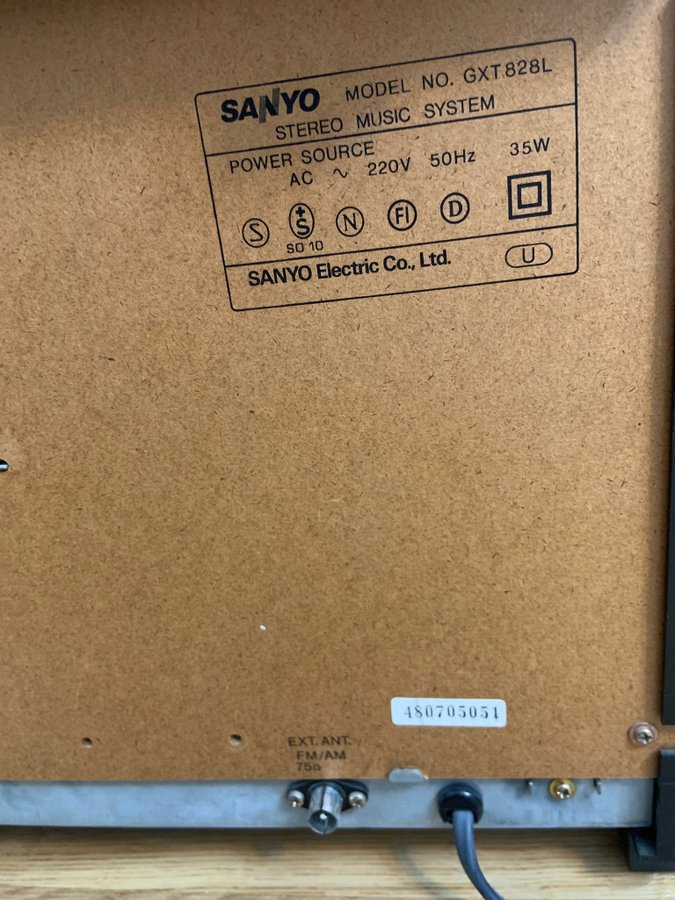 SANYO MODEL NO. GXT828L
STEREO MUSIC SYSTEM
POWER SOURCE
AC ~ 220V 50Hz 35W
S +S N FI D
SO 10
SANYO Electric Co., Ltd. U
480705051
EXT. ANT.
FM/AM
75Ω